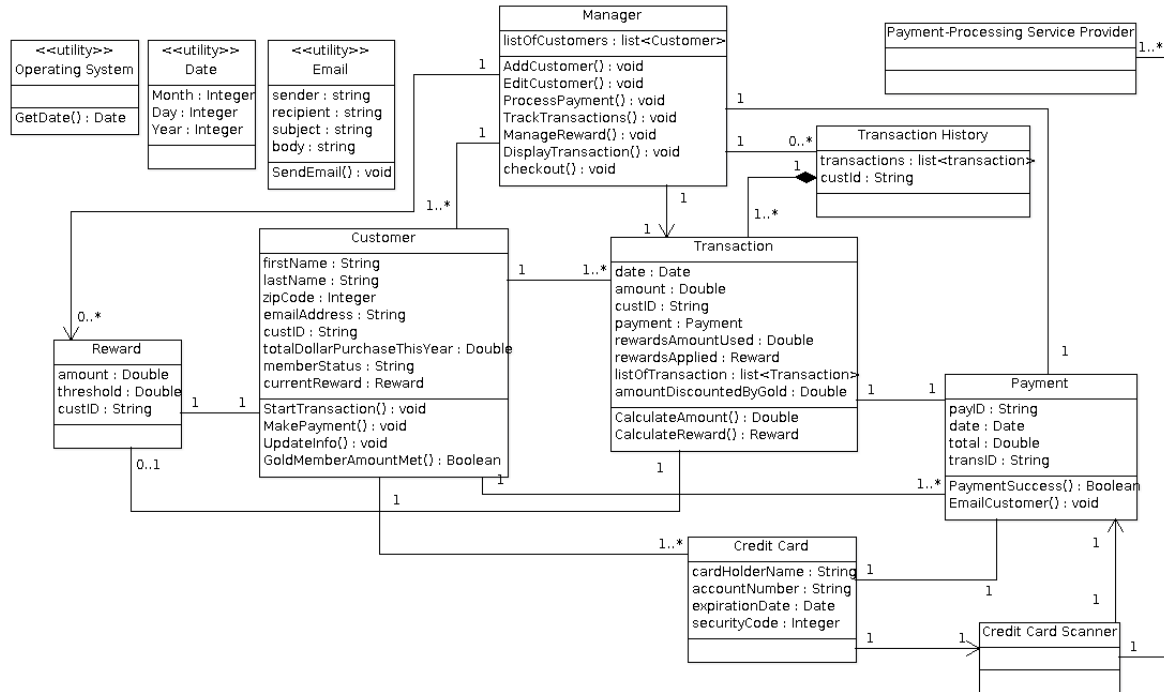 Manager
listOfCustomers : list<Customer>
AddCustomer() : void
EditCustomer() : void
ProcessPayment() : void
TrackTransactions() : void
ManageReward() : void
DisplayTransaction() : void
checkout() : void
Payment-Processing Service Provider
1..*
<<utility>>
Operating System
GetDate() : Date
<<utility>>
Date
Month : Integer
Day : Integer
Year : Integer
<<utility>>
Email
sender : string
recipient : string
subject : string
body : string
SendEmail() : void
1
1
1
1
0..*
1
1
1
1..*
1..*
Transaction History
transactions : list<transaction>
custId : String
Customer
firstName : String
lastName : String
zipCode : Integer
emailAddress : String
custID : String
totalDollarPurchaseThisYear : Double
memberStatus : String
currentReward : Reward
StartTransaction() : void
MakePayment() : void
UpdateInfo() : void
GoldMemberAmountMet() : Boolean
1
1..*
Transaction
date : Date
amount : Double
custID : String
payment : Payment
rewardsAmountUsed : Double
rewardsApplied : Reward
listOfTransaction : list<Transaction>
amountDiscountedByGold : Double
CalculateAmount() : Double
CalculateReward() : Reward
0..*
Reward
amount : Double
threshold : Double
custID : String
1
1
0..1
1
1
1
1
Payment
payID : String
date : Date
total : Double
transID : String
PaymentSuccess() : Boolean
EmailCustomer() : void
1
1..*
1
1..*
Credit Card
cardHolderName : String
accountNumber : String
expirationDate : Date
securityCode : Integer
1
1
1
1
1
1
Credit Card Scanner
1